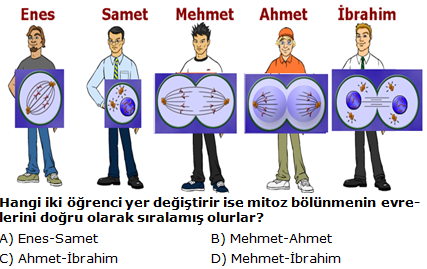 Enes Samet Mehmet Ahmet İbrahim
Hangi iki öğrenci yer değiştirir ise mitoz bölünmenin evre-
lerini doğru olarak sıralamış olurlar?
A) Enes-Samet B) Mehmet-Ahmet
C) Ahmet-İbrahim D) Mehmet-İbrahim